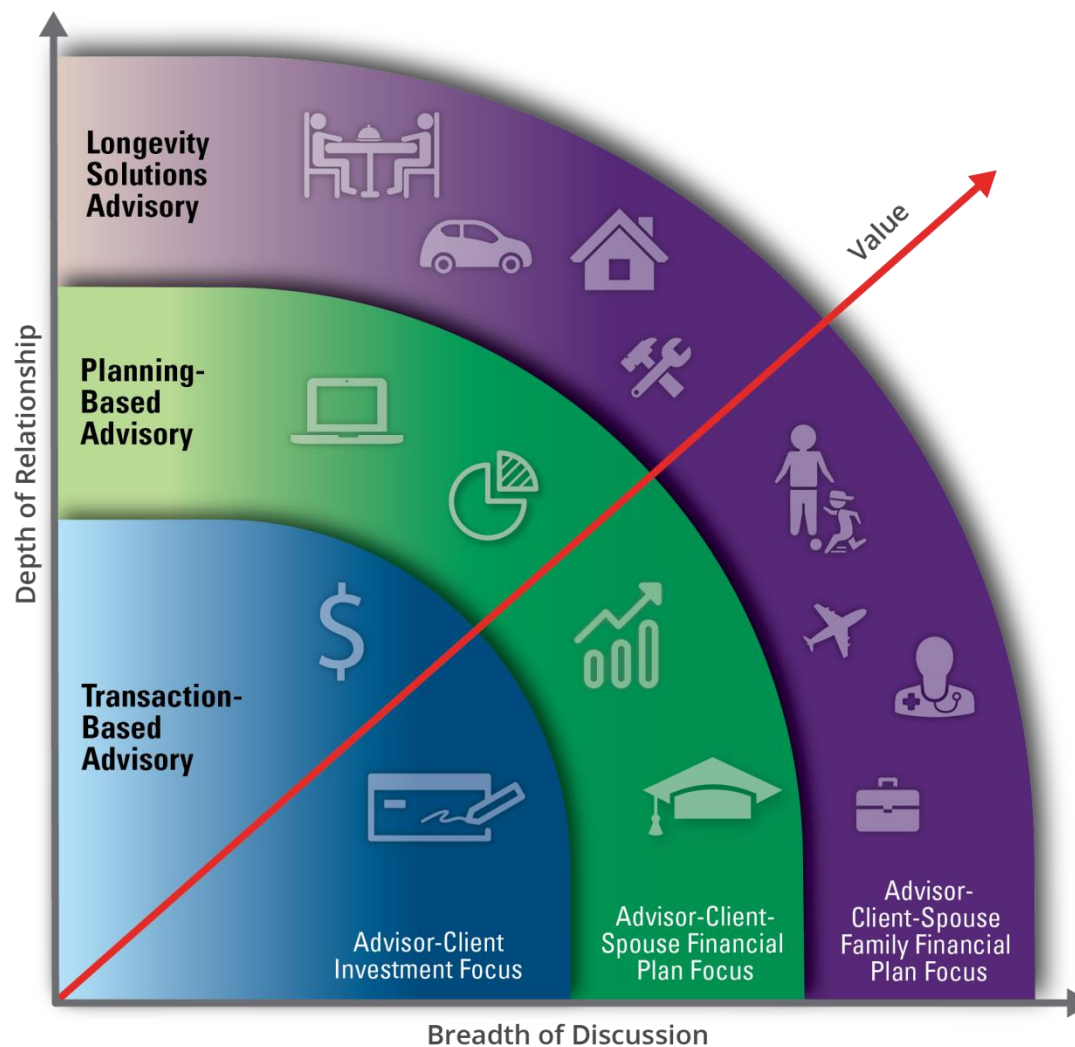 Longevity
Solutions
Advisory
Value
Planning-
Based
Advisory
Depth of Relationship
$
Transaction-
Based
Advisory
Advisor-Client
Investment Focus
Advisor-Client-
Spouse Financial
Plan Focus
Advisor-
Client-Spouse
Family Financial
Plan Focus
Breadth of Discussion